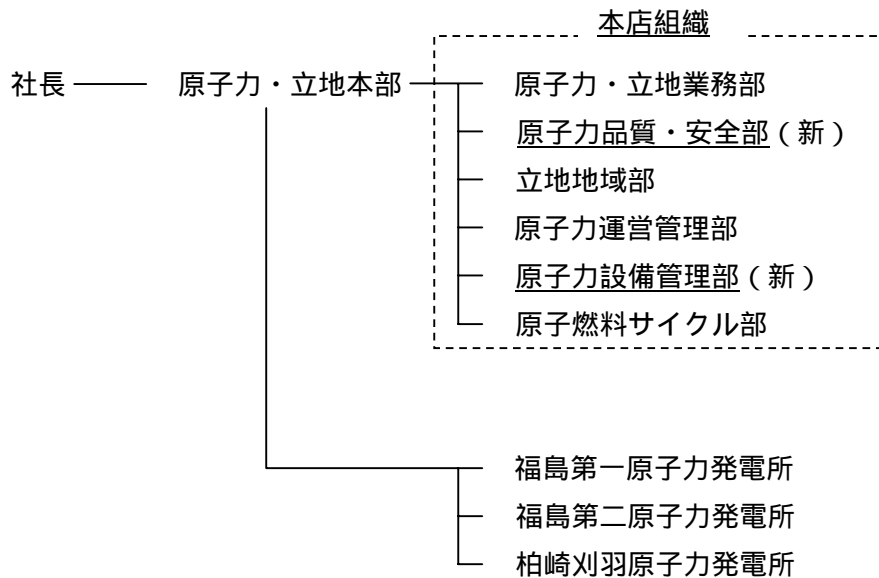 本店組織
社長 原子力・立地本部 原子力・立地業務部
原子力品質・安全部(新)
立地地域部
原子力運営管理部
原子力設備管理部(新)
原子燃料サイクル部
福島第一原子力発電所
福島第二原子力発電所
柏崎刈羽原子力発電所